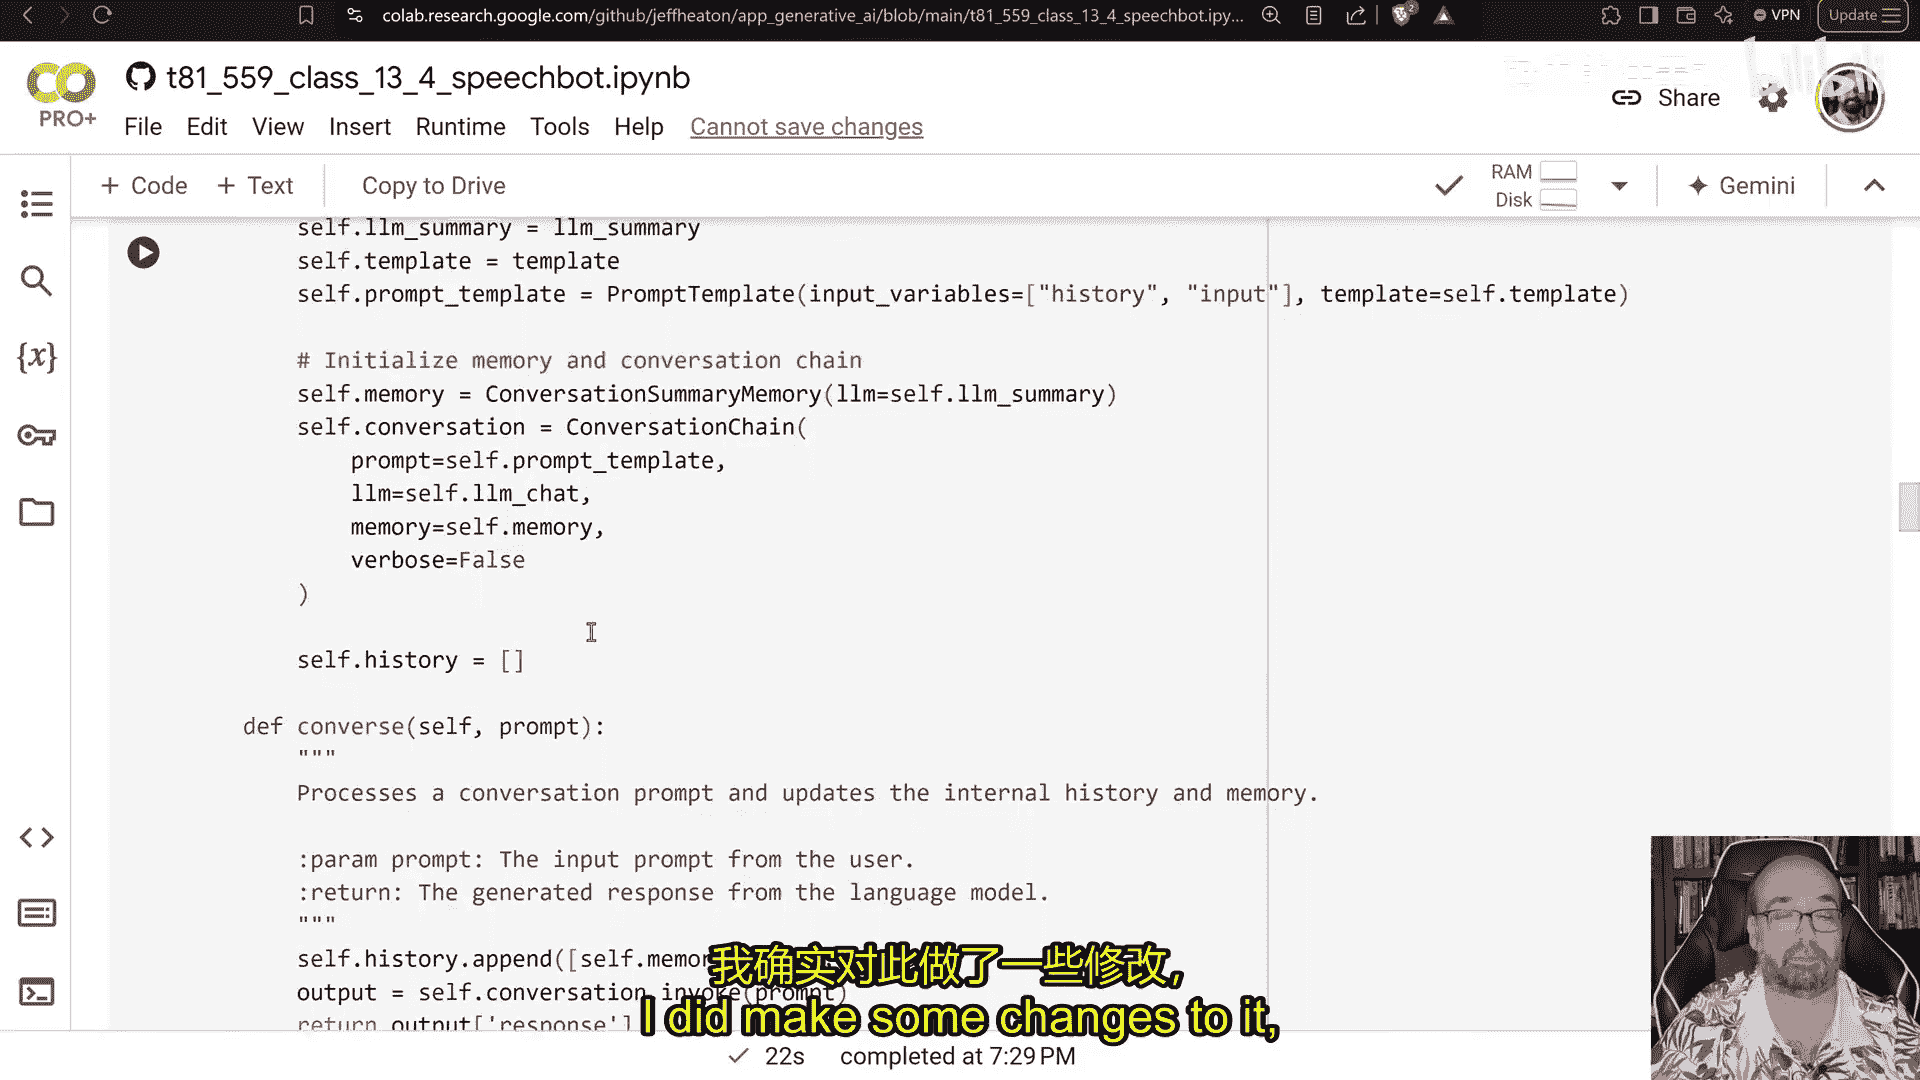 colab.research.google.com/github/jeffheaton/app_generative_ai/blob/main/t81_559_class_13_4_speechbot.ipy...
2
VPN
Update
t81_559_class_13_4_speechbot.ipynb
PRO+
File Edit View Insert Runtime Tools Help Cannot save changes
Share
+ Code + Text Copy to Drive
RAM
Disk
Gemini
self.llm_summary = llm_summary
self.template = template
self.prompt_template = PromptTemplate(input_variables=["history", "input"], template=self.template)
# Initialize memory and conversation chain
self.memory = ConversationSummaryMemory(llm=self.llm_summary)
self.conversation = ConversationChain(
prompt=self.prompt_template,
llm=self.llm_chat,
memory=self.memory,
verbose=False
)
self.history = []
def converse(self, prompt):
"""
Processes a conversation prompt and updates the internal history and memory.
:param prompt: The input prompt from the user.
:return: The generated response from the language model.
"""
self.history.append([self.memor
output = self.conversation.invoke(prompt)
return output['response']
我确实对此做了一些修改,
I did make some changes to it,
22s completed at 7:29 PM